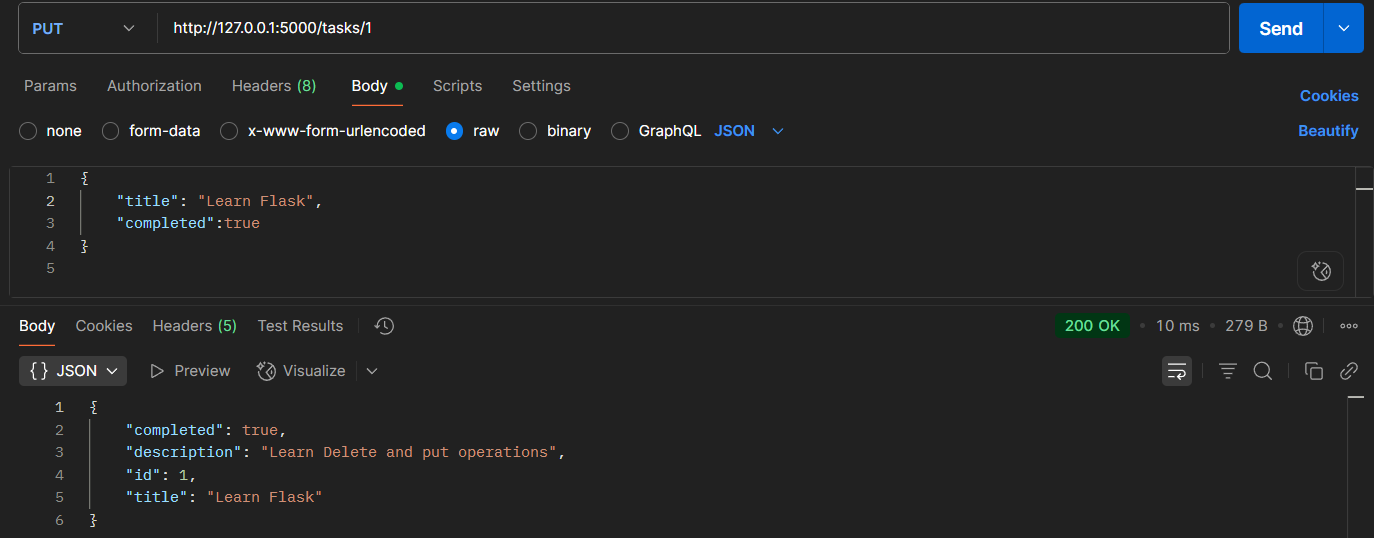 PUT http://127.0.0.1:5000/tasks/1 Send
Params Authorization Headers (8) Body Scripts Settings Cookies
none form-data x-www-form-urlencoded raw binary GraphQL JSON Beautify
1 {
2 "title": "Learn Flask",
3 "completed":true
4 }
5
Body Cookies Headers (5) Test Results 200 OK • 10 ms • 279 B •
{} JSON Preview Visualize
1 {
2 "completed": true,
3 "description": "Learn Delete and put operations",
4 "id": 1,
5 "title": "Learn Flask"
6 }